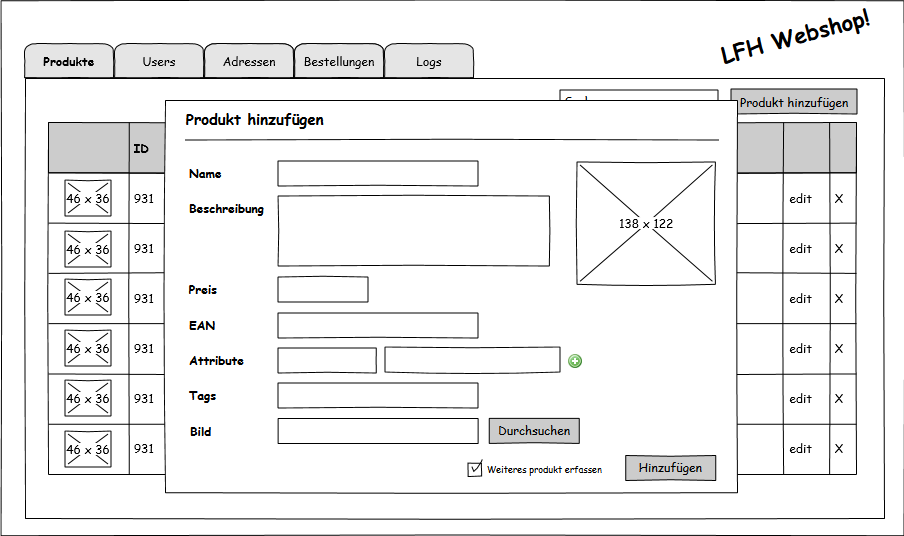 LFH Webshop!
Produkte Users Adressen Bestellungen Logs
Produkt hinzufügen
ID
Produkt hinzufügen
46 x 36 931 edit X
46 x 36 931 edit X
46 x 36 931 edit X
46 x 36 931 edit X
46 x 36 931 edit X
46 x 36 931 edit X
Name
138 x 122
Beschreibung
Preis
EAN
Attribute
Tags
Bild Durchsuchen
Weiteres produkt erfassen Hinzufügen